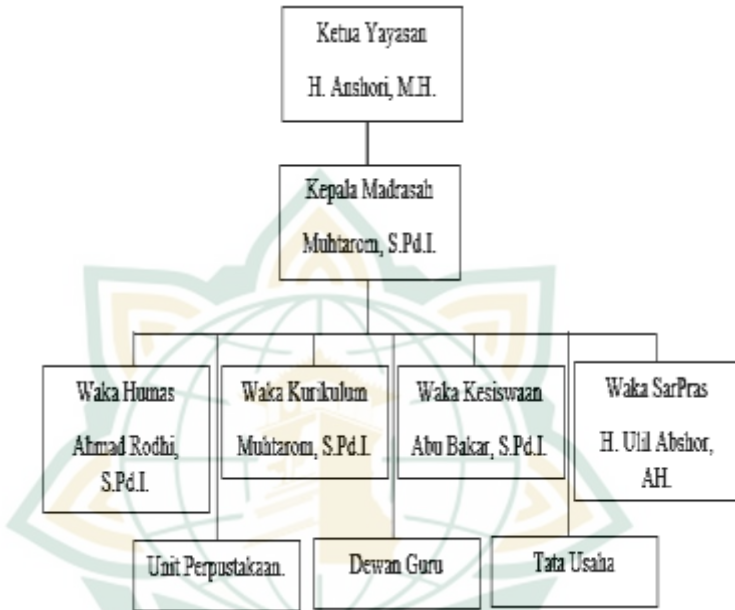 Ketua Yayasan
H. Anshori, M.H.
Kepala Madrasah
Muhtarom, S.Pd.I.
Waka Humas
Ahmad Rodhi,
S.Pd.I.
Waka Kurikulum
Muhtarom, S.Pd.I.
Waka Kesiswaan
Abu Bakar, S.Pd.I.
Waka SarPras
H. Ulil Abshor,
AH.
Unit Perpustakaan.
Dewan Guru
Tata Usaha